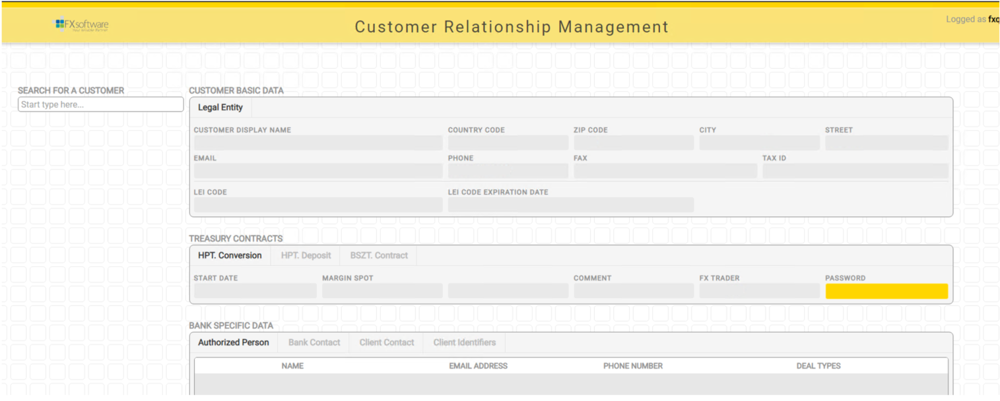 FXsoftware
Your Reliable Partner
Customer Relationship Management
Logged as fxq
SEARCH FOR A CUSTOMER
Start type here...
CUSTOMER BASIC DATA
Legal Entity
CUSTOMER DISPLAY NAME COUNTRY CODE ZIP CODE CITY STREET
EMAIL PHONE FAX TAX ID
LEI CODE LEI CODE EXPIRATION DATE
TREASURY CONTRACTS
HPT. Conversion HPT. Deposit BSZT. Contract
START DATE MARGIN SPOT COMMENT FX TRADER PASSWORD
BANK SPECIFIC DATA
Authorized Person Bank Contact Client Contact Client Identifiers
NAME EMAIL ADDRESS PHONE NUMBER DEAL TYPES